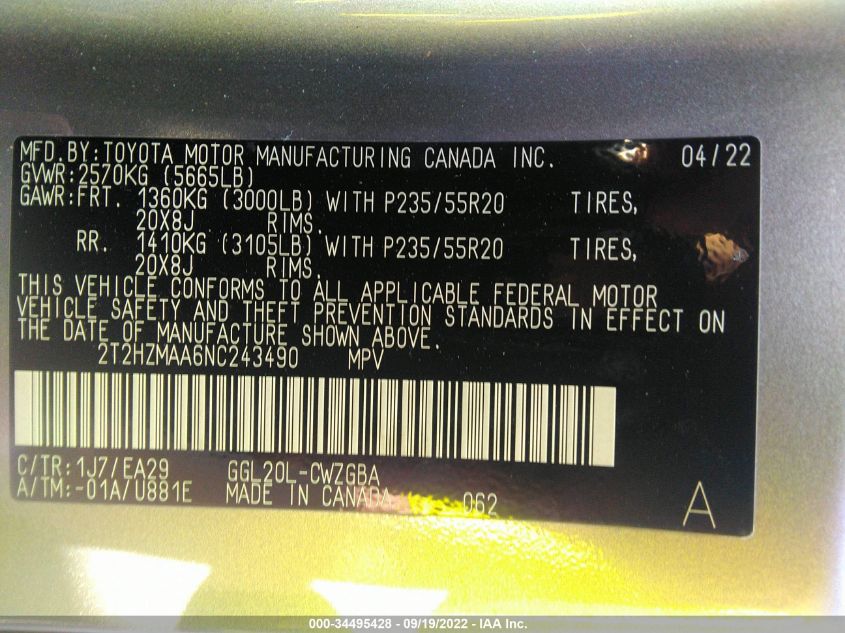 MFD.BY:TOYOTA MOTOR MANUFACTURING CANADA INC. 04/22
GVWR:2570KG (5665LB)
GAWR:FRT. 1360KG (3000LB) WITH P235/55R20 TIRES,
20X8J RIMS.
RR. 1410KG (3105LB) WITH P235/55R20 TIRES,
20X8J RIMS.
THIS VEHICLE CONFORMS TO ALL APPLICABLE FEDERAL MOTOR
VEHICLE SAFETY AND THEFT PREVENTION STANDARDS IN EFFECT ON
THE DATE OF MANUFACTURE SHOWN ABOVE.
2T2HZMAA6NC243490 MPV
C/TR:1J7/EA29 GGL20L-CWZGBA
A/TM:-01A/U881E MADE IN CANADA 062 A
000-34495428 - 09/19/2022 - IAA Inc.